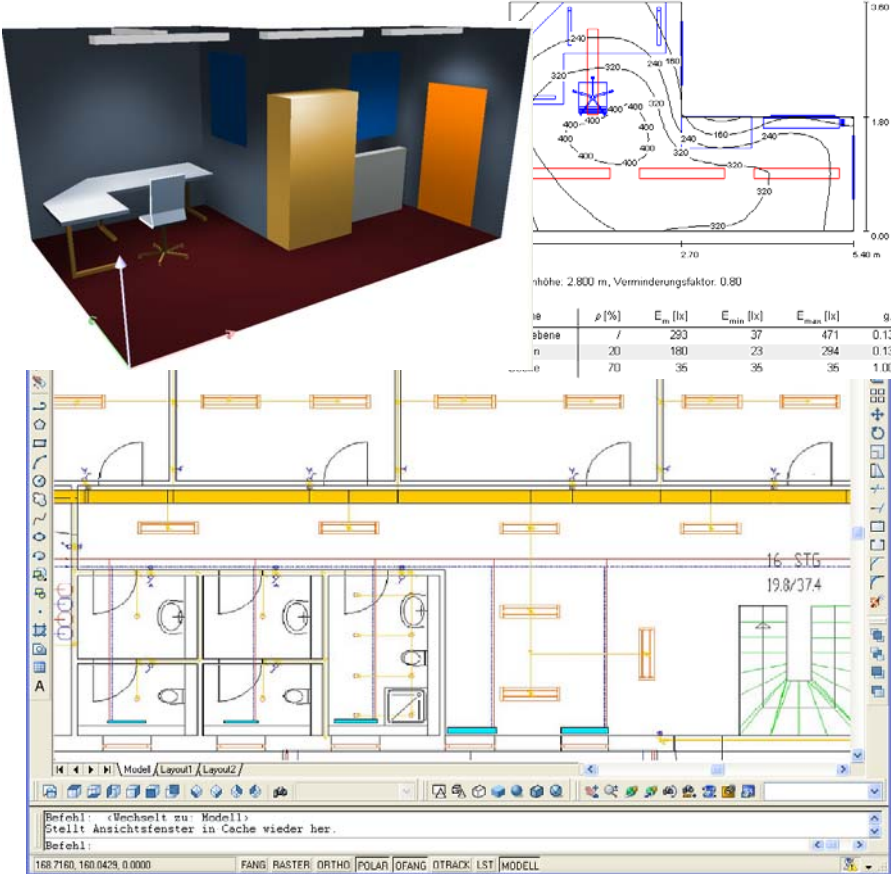 3.60
240
160
240
320
320
320
400
400
400
400
400
400
400
240
160
240
320
320
320
1.80
0.00
2.70
5.40 m
nhöhe: 2.800 m, Verminderungsfaktor: 0.80
ρ [%] Em [lx] Emin [lx] Emax [lx]
ebene / 293 37 471 0.13
20 180 23 294 0.13
70 35 35 35 1.00
16 STG
19.8/37.4
A
Modell Layout1 Layout2
Befehl: <Wechselt zu: Modell>
Stellt Ansichtsfenster in Cache wieder her.
Befehl:
168.7160, 160.0429, 0.0000 FANG RASTER ORTHO POLAR OFANG OTRACK LST MODELL